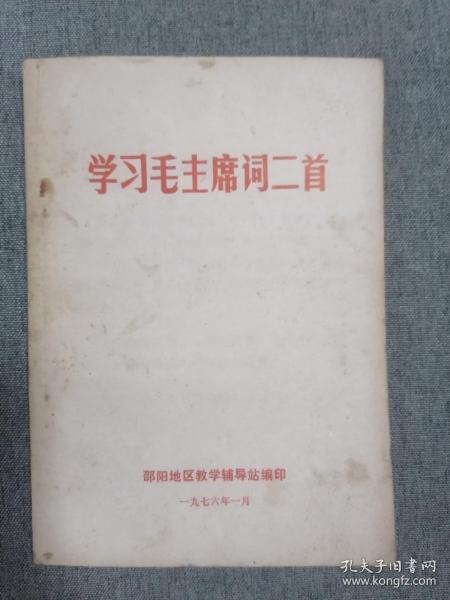 学习毛主席词二首
邵阳地区教学辅导站编印
一九七六年一月
孔夫子旧书网
www.kongfz.com